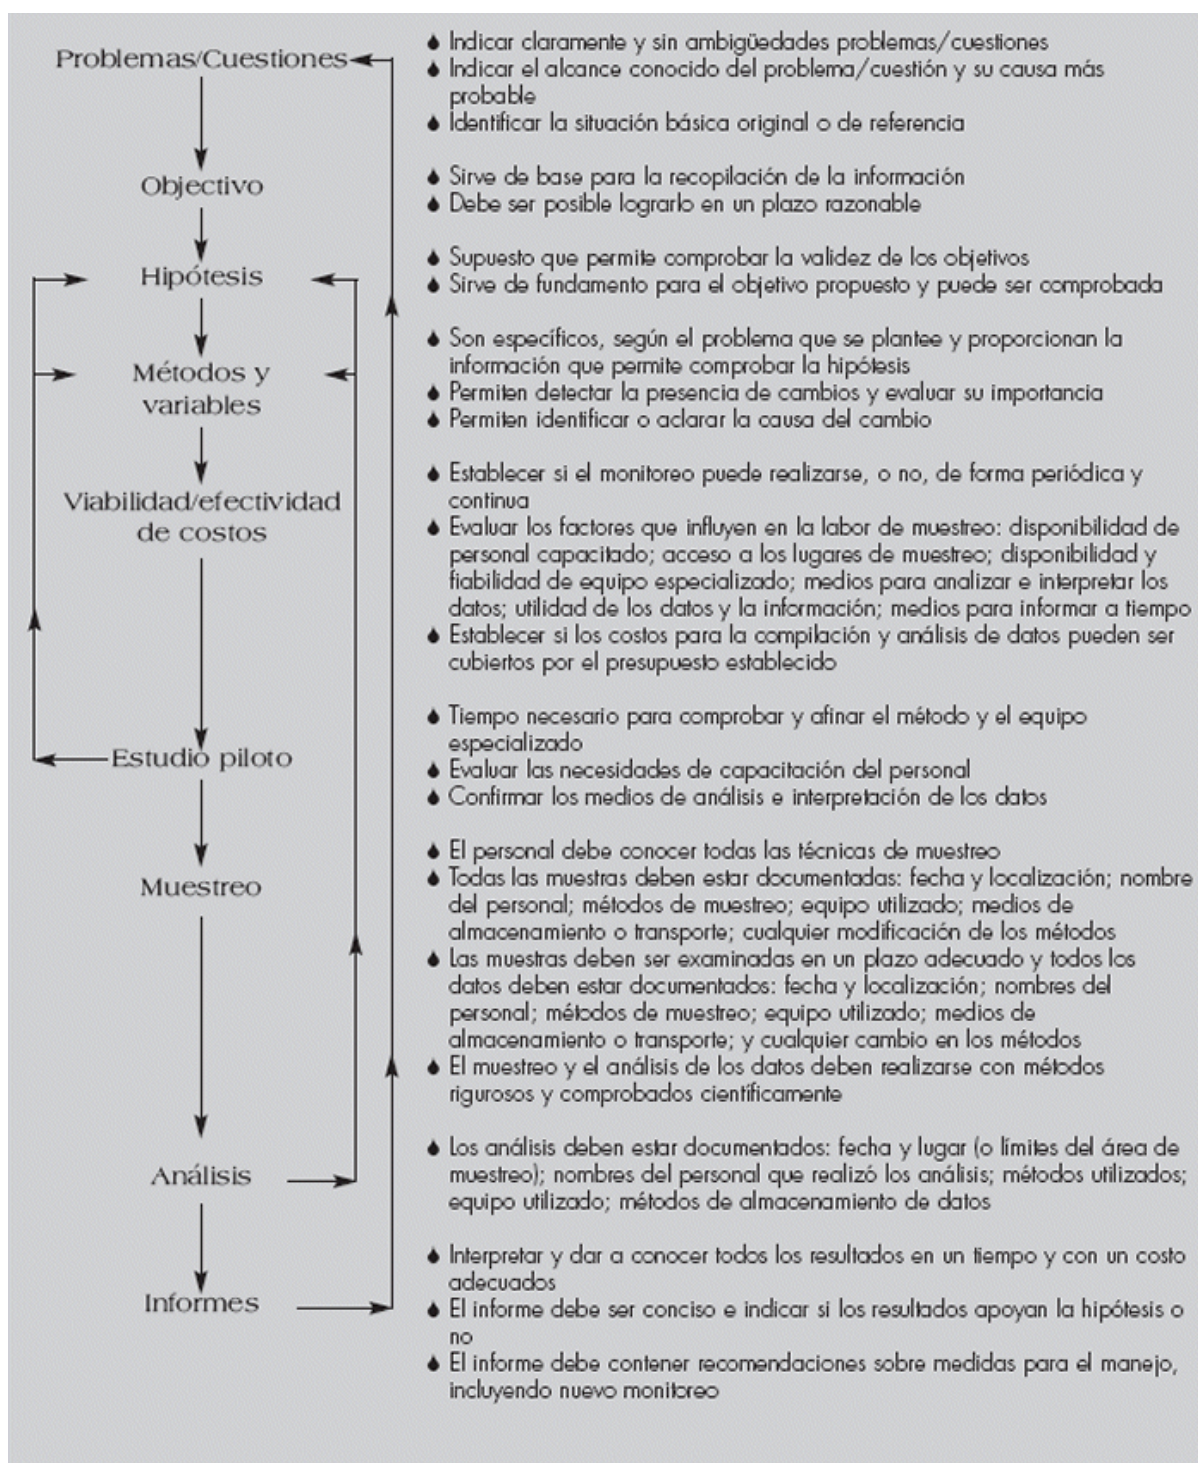 Problemas/Cuestiones
Indicar claramente y sin ambigüedades problemas/cuestiones
Indicar el alcance conocido del problema/cuestión y su causa más
probable
Identificar la situación básica original o de referencia
Objectivo
Sirve de base para la recopilación de la información
Debe ser posible lograrlo en un plazo razonable
Hipótesis
Supuesto que permite comprobar la validez de los objetivos
Sirve de fundamento para el objetivo propuesto y puede ser comprobada
Métodos y
variables
Son específicos, según el problema que se plantee y proporcionan la
información que permite comprobar la hipótesis
Permiten detectar la presencia de cambios y evaluar su importancia
Permiten identificar o aclarar la causa del cambio
Viabilidad/efectividad
de costos
Establecer si el monitoreo puede realizarse, o no, de forma periódica y
continua
Evaluar los factores que influyen en la labor de muestreo: disponibilidad de
personal capacitado; acceso a los lugares de muestreo; disponibilidad y
fiabilidad de equipo especializado; medios para analizar e interpretar los
datos; utilidad de los datos y la información; medios para informar a tiempo
Establecer si los costos para la compilación y análisis de datos pueden ser
cubiertos por el presupuesto establecido
Estudio piloto
Tiempo necesario para comprobar y afinar el método y el equipo
especializado
Evaluar las necesidades de capacitación del personal
Confirmar los medios de análisis e interpretación de los datos
Muestreo
El personal debe conocer todas las técnicas de muestreo
Todas las muestras deben estar documentadas: fecha y localización; nombre
del personal; métodos de muestreo; equipo utilizado; medios de
almacenamiento o transporte; cualquier modificación de los métodos
Las muestras deben ser examinadas en un plazo adecuado y todos los
datos deben estar documentados: fecha y localización; nombres del
personal; métodos de muestreo; equipo utilizado; medios de
almacenamiento o transporte; y cualquier cambio en los métodos
El muestreo y el análisis de los datos deben realizarse con métodos
rigurosos y comprobados científicamente
Análisis
Los análisis deben estar documentados: fecha y lugar (o límites del área de
muestreo); nombres del personal que realizó los análisis; métodos utilizados;
equipo utilizado; métodos de almacenamiento de datos
Informes
Interpretar y dar a conocer todos los resultados en un tiempo y con un costo
adecuados
El informe debe ser conciso e indicar si los resultados apoyan la hipótesis o
no
El informe debe contener recomendaciones sobre medidas para el manejo,
incluyendo nuevo monitoreo